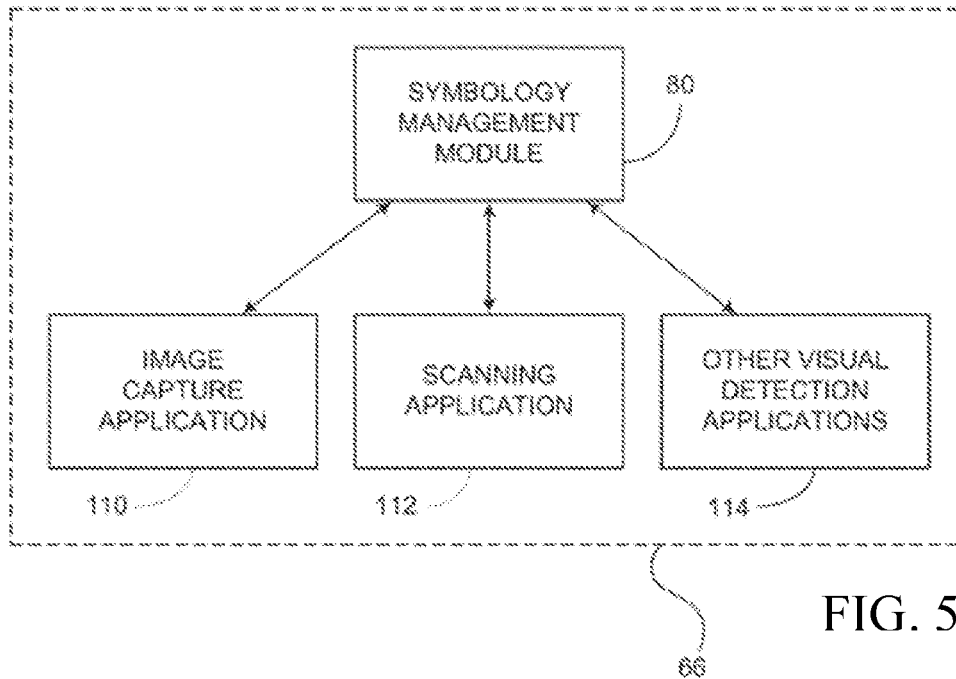 SYMBOLOGY
MANAGEMENT
MODULE
80
IMAGE
CAPTURE
APPLICATION
SCANNING
APPLICATION
OTHER VISUAL
DETECTION
APPLICATIONS
110
112
114
FIG. 5
66